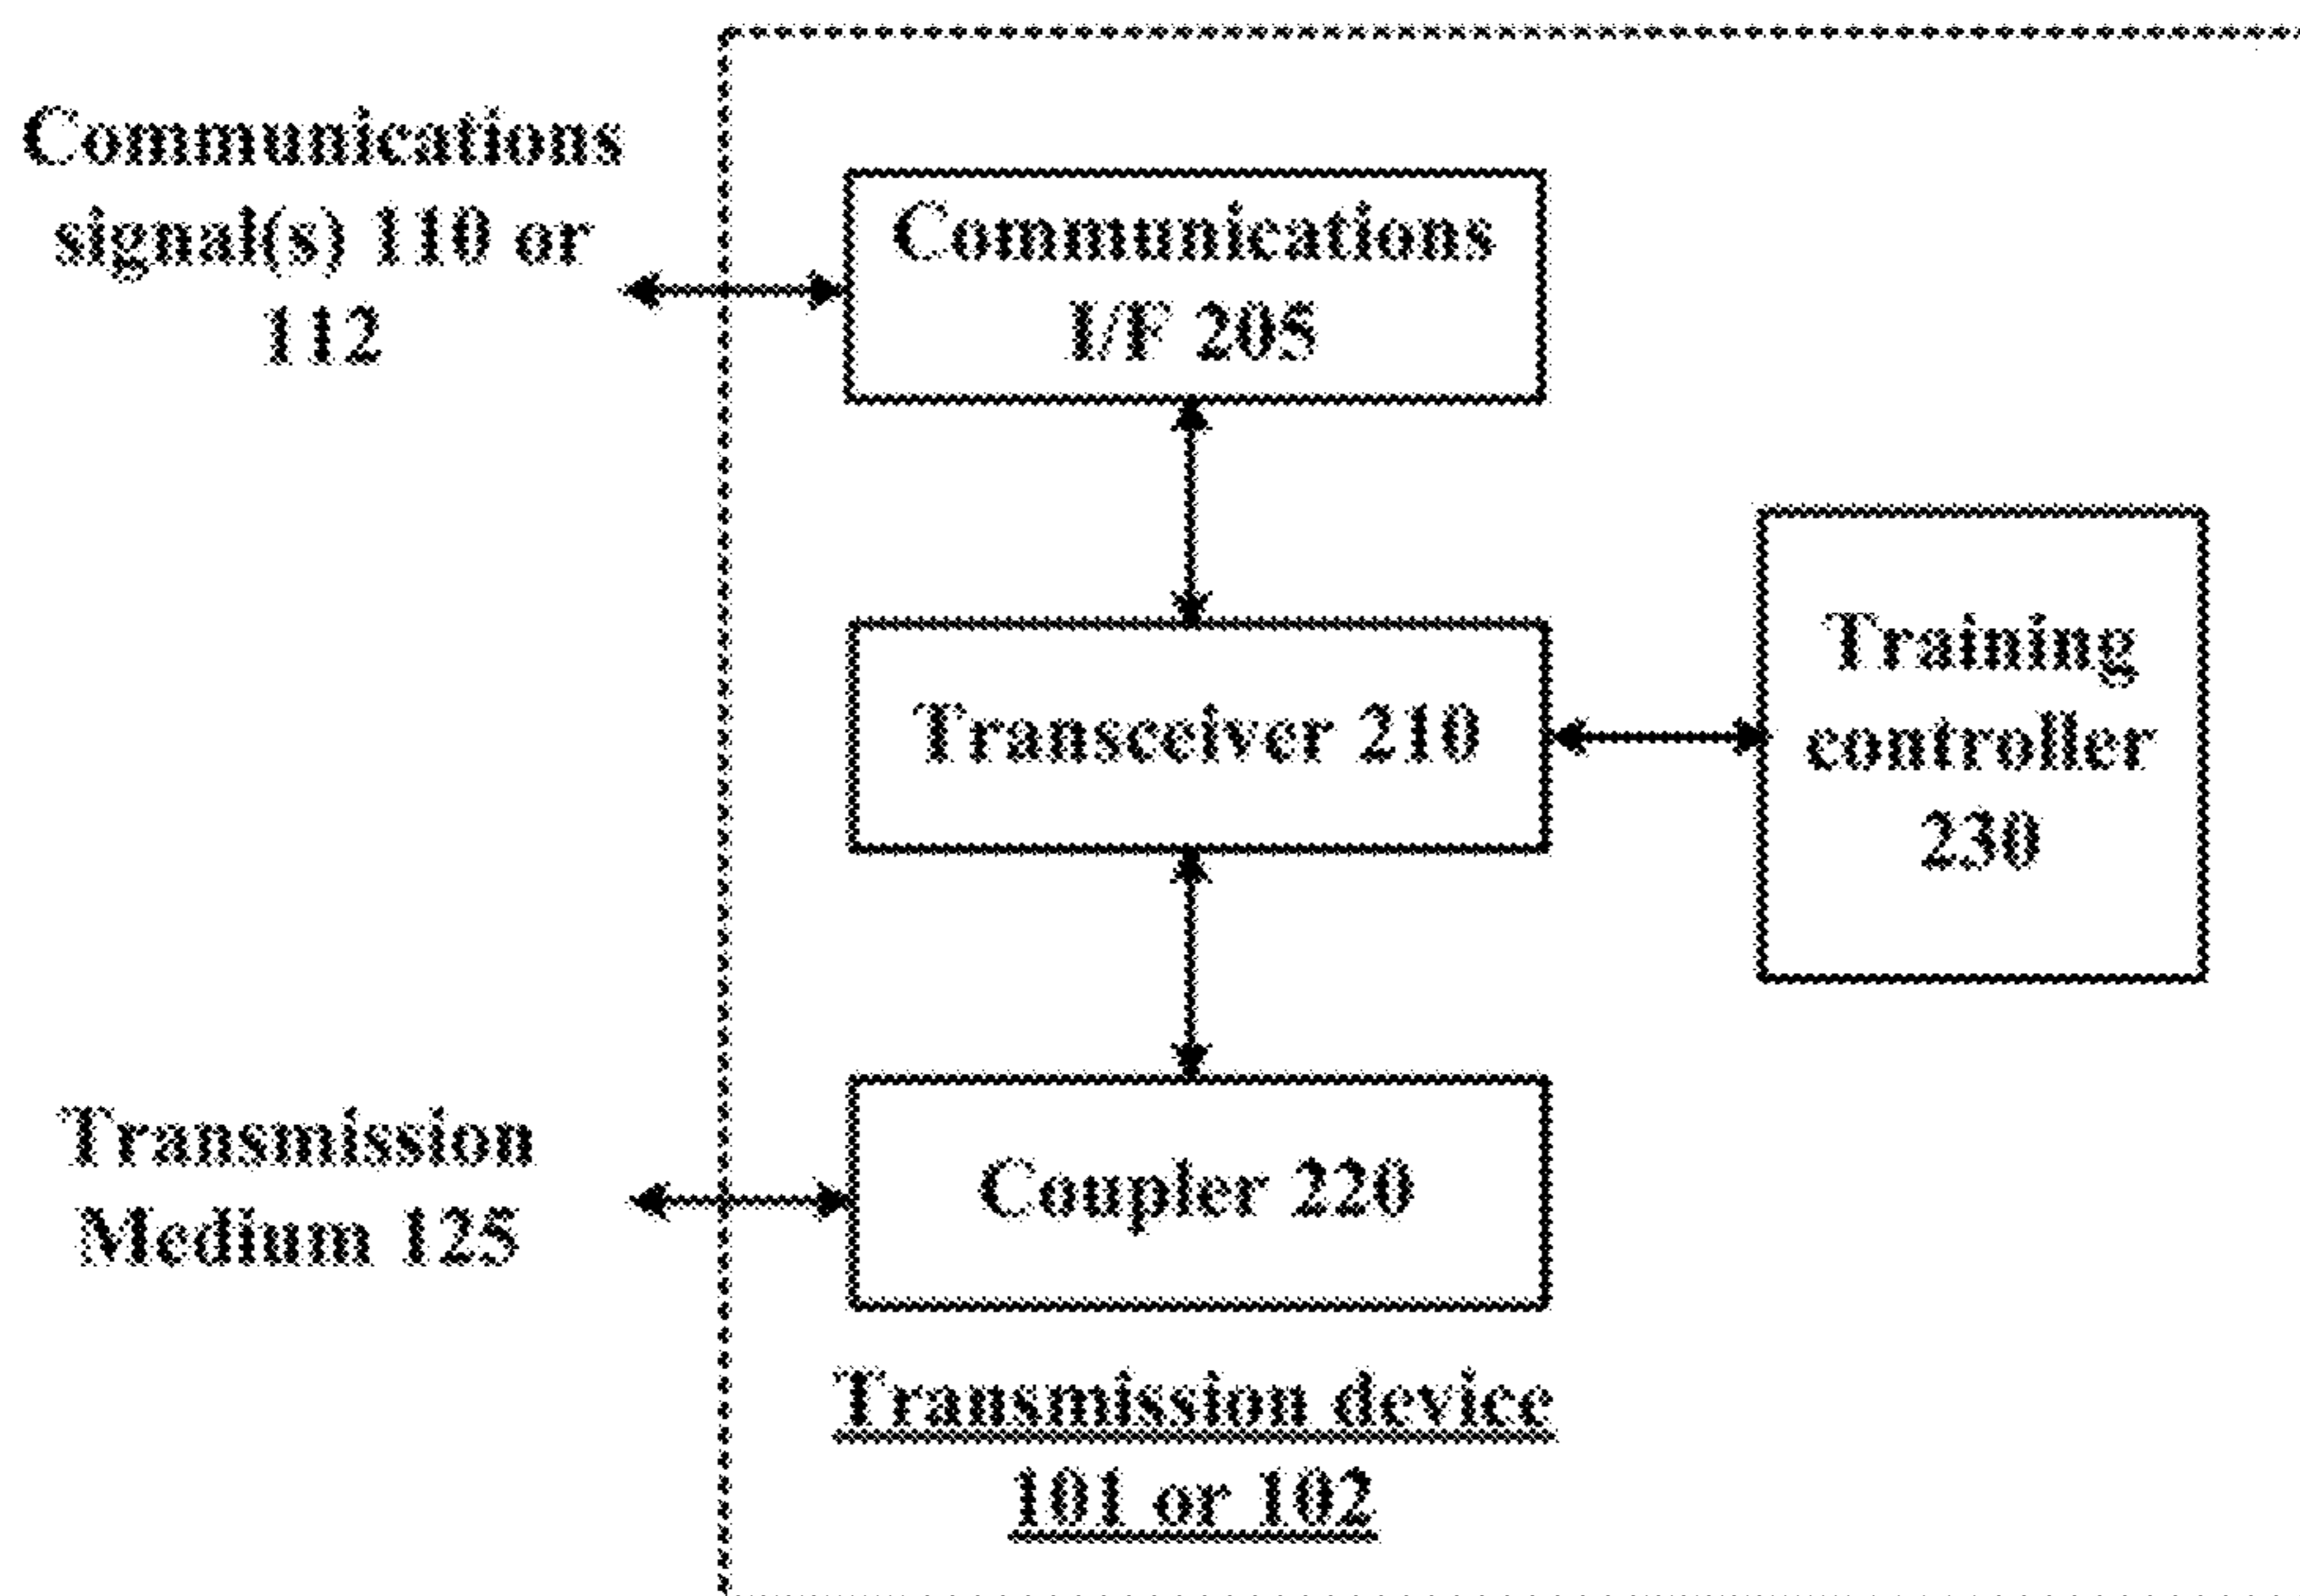 Communications
signal(s) 110 or
112
Communications
I/F 205
Transceiver 210
Training
controller
230
Coupler 220
Transmission
Medium 125
Transmission device
101 or 102